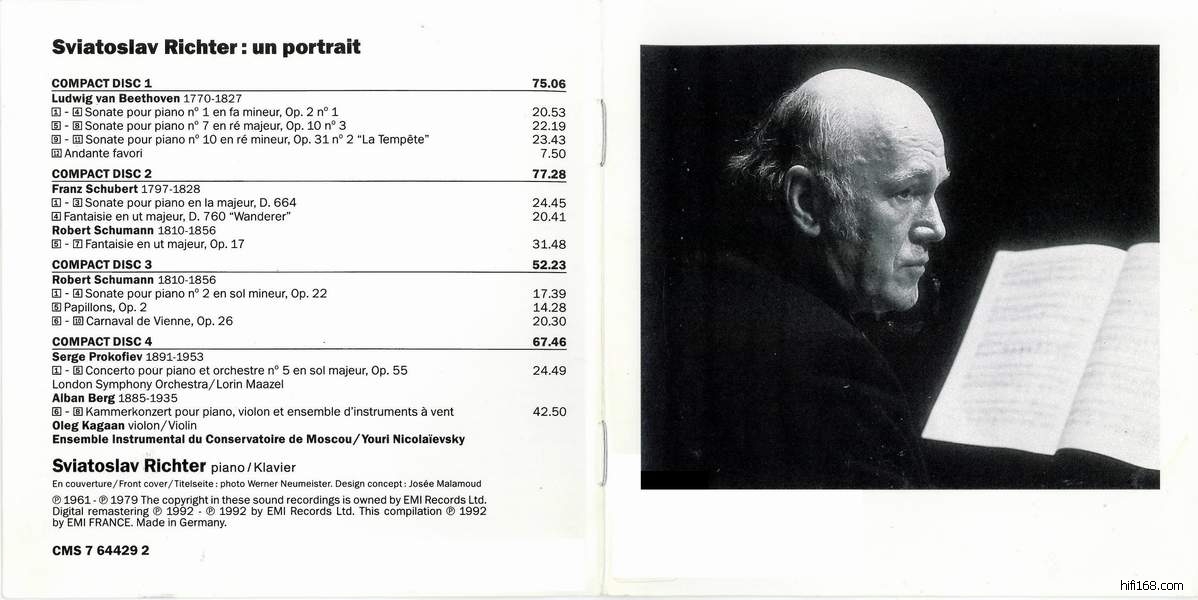 Sviatoslav Richter : un portrait
COMPACT DISC 1 75.06
Ludwig van Beethoven 1770-1827
1 - 4 Sonate pour piano nº 1 en fa mineur, Op. 2 nº 1 20.53
5 - 8 Sonate pour piano nº 7 en ré majeur, Op. 10 nº 3 22.19
9 - 11 Sonate pour piano nº 10 en ré mineur, Op. 31 nº 2 “La Tempête” 23.43
12 Andante favori 7.50
COMPACT DISC 2 77.28
Franz Schubert 1797-1828
1 - 3 Sonate pour piano en la majeur, D. 664 24.45
4 Fantaisie en ut majeur, D. 760 “Wanderer” 20.41
Robert Schumann 1810-1856
5 - 7 Fantaisie en ut majeur, Op. 17 31.48
COMPACT DISC 3 52.23
Robert Schumann 1810-1856
1 - 4 Sonate pour piano nº 2 en sol mineur, Op. 22 17.39
5 Papillons, Op. 2 14.28
6 - 10 Carnaval de Vienne, Op. 26 20.30
COMPACT DISC 4 67.46
Serge Prokofiev 1891-1953
1 - 5 Concerto pour piano et orchestre nº 5 en sol majeur, Op. 55 24.49
London Symphony Orchestra/Lorin Maazel
Alban Berg 1885-1935
6 - 8 Kammerkonzert pour piano, violon et ensemble d’instruments à vent 42.50
Oleg Kagaan violon/Violin
Ensemble Instrumental du Conservatoire de Moscou/Youri Nicolaïevsky
Sviatoslav Richter piano/Klavier
En couverture/Front cover/Titelseite : photo Werner Neumeister. Design concept : Josée Malamoud
℗ 1961 - ℗ 1979 The copyright in these sound recordings is owned by EMI Records Ltd.
Digital remastering ℗ 1992 - ℗ 1992 by EMI Records Ltd. This compilation ℗ 1992
by EMI FRANCE. Made in Germany.
CMS 7 64429 2
hifi168.com